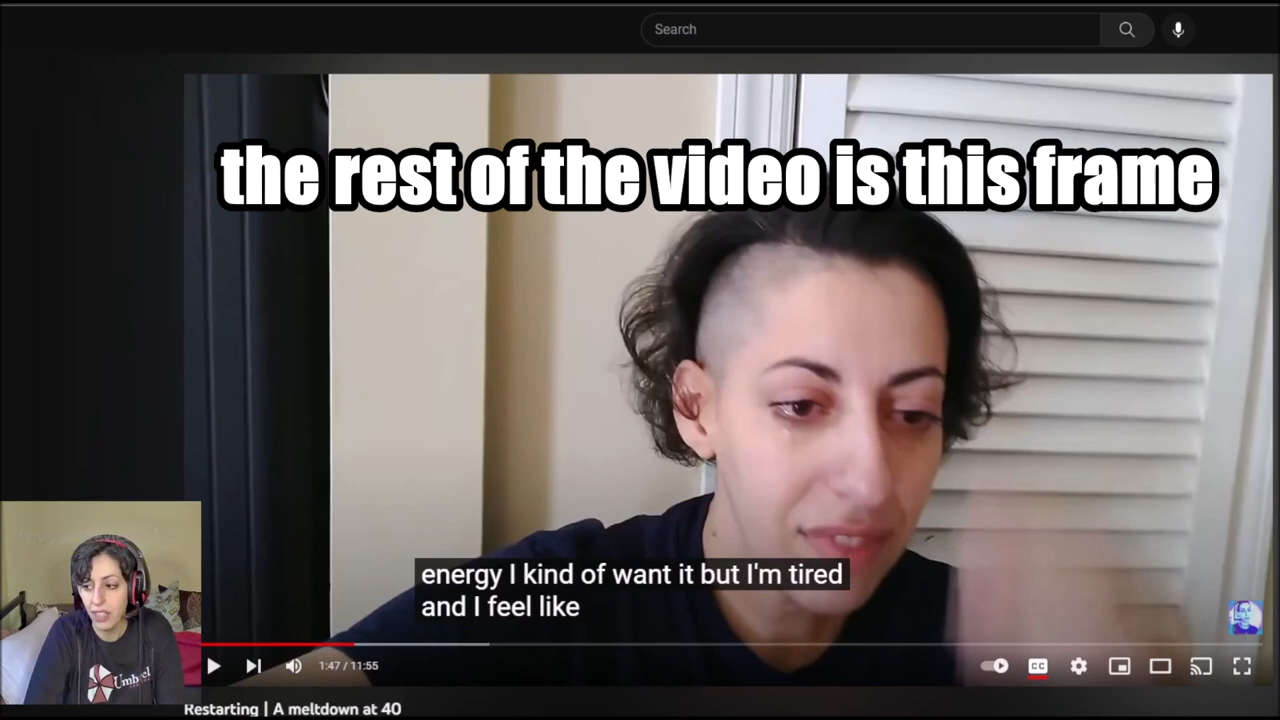 Search
the rest of the video is this frame
energy I kind of want it but I'm tired
and I feel like
1:47 / 11:55
CC
Restarting | A meltdown at 40